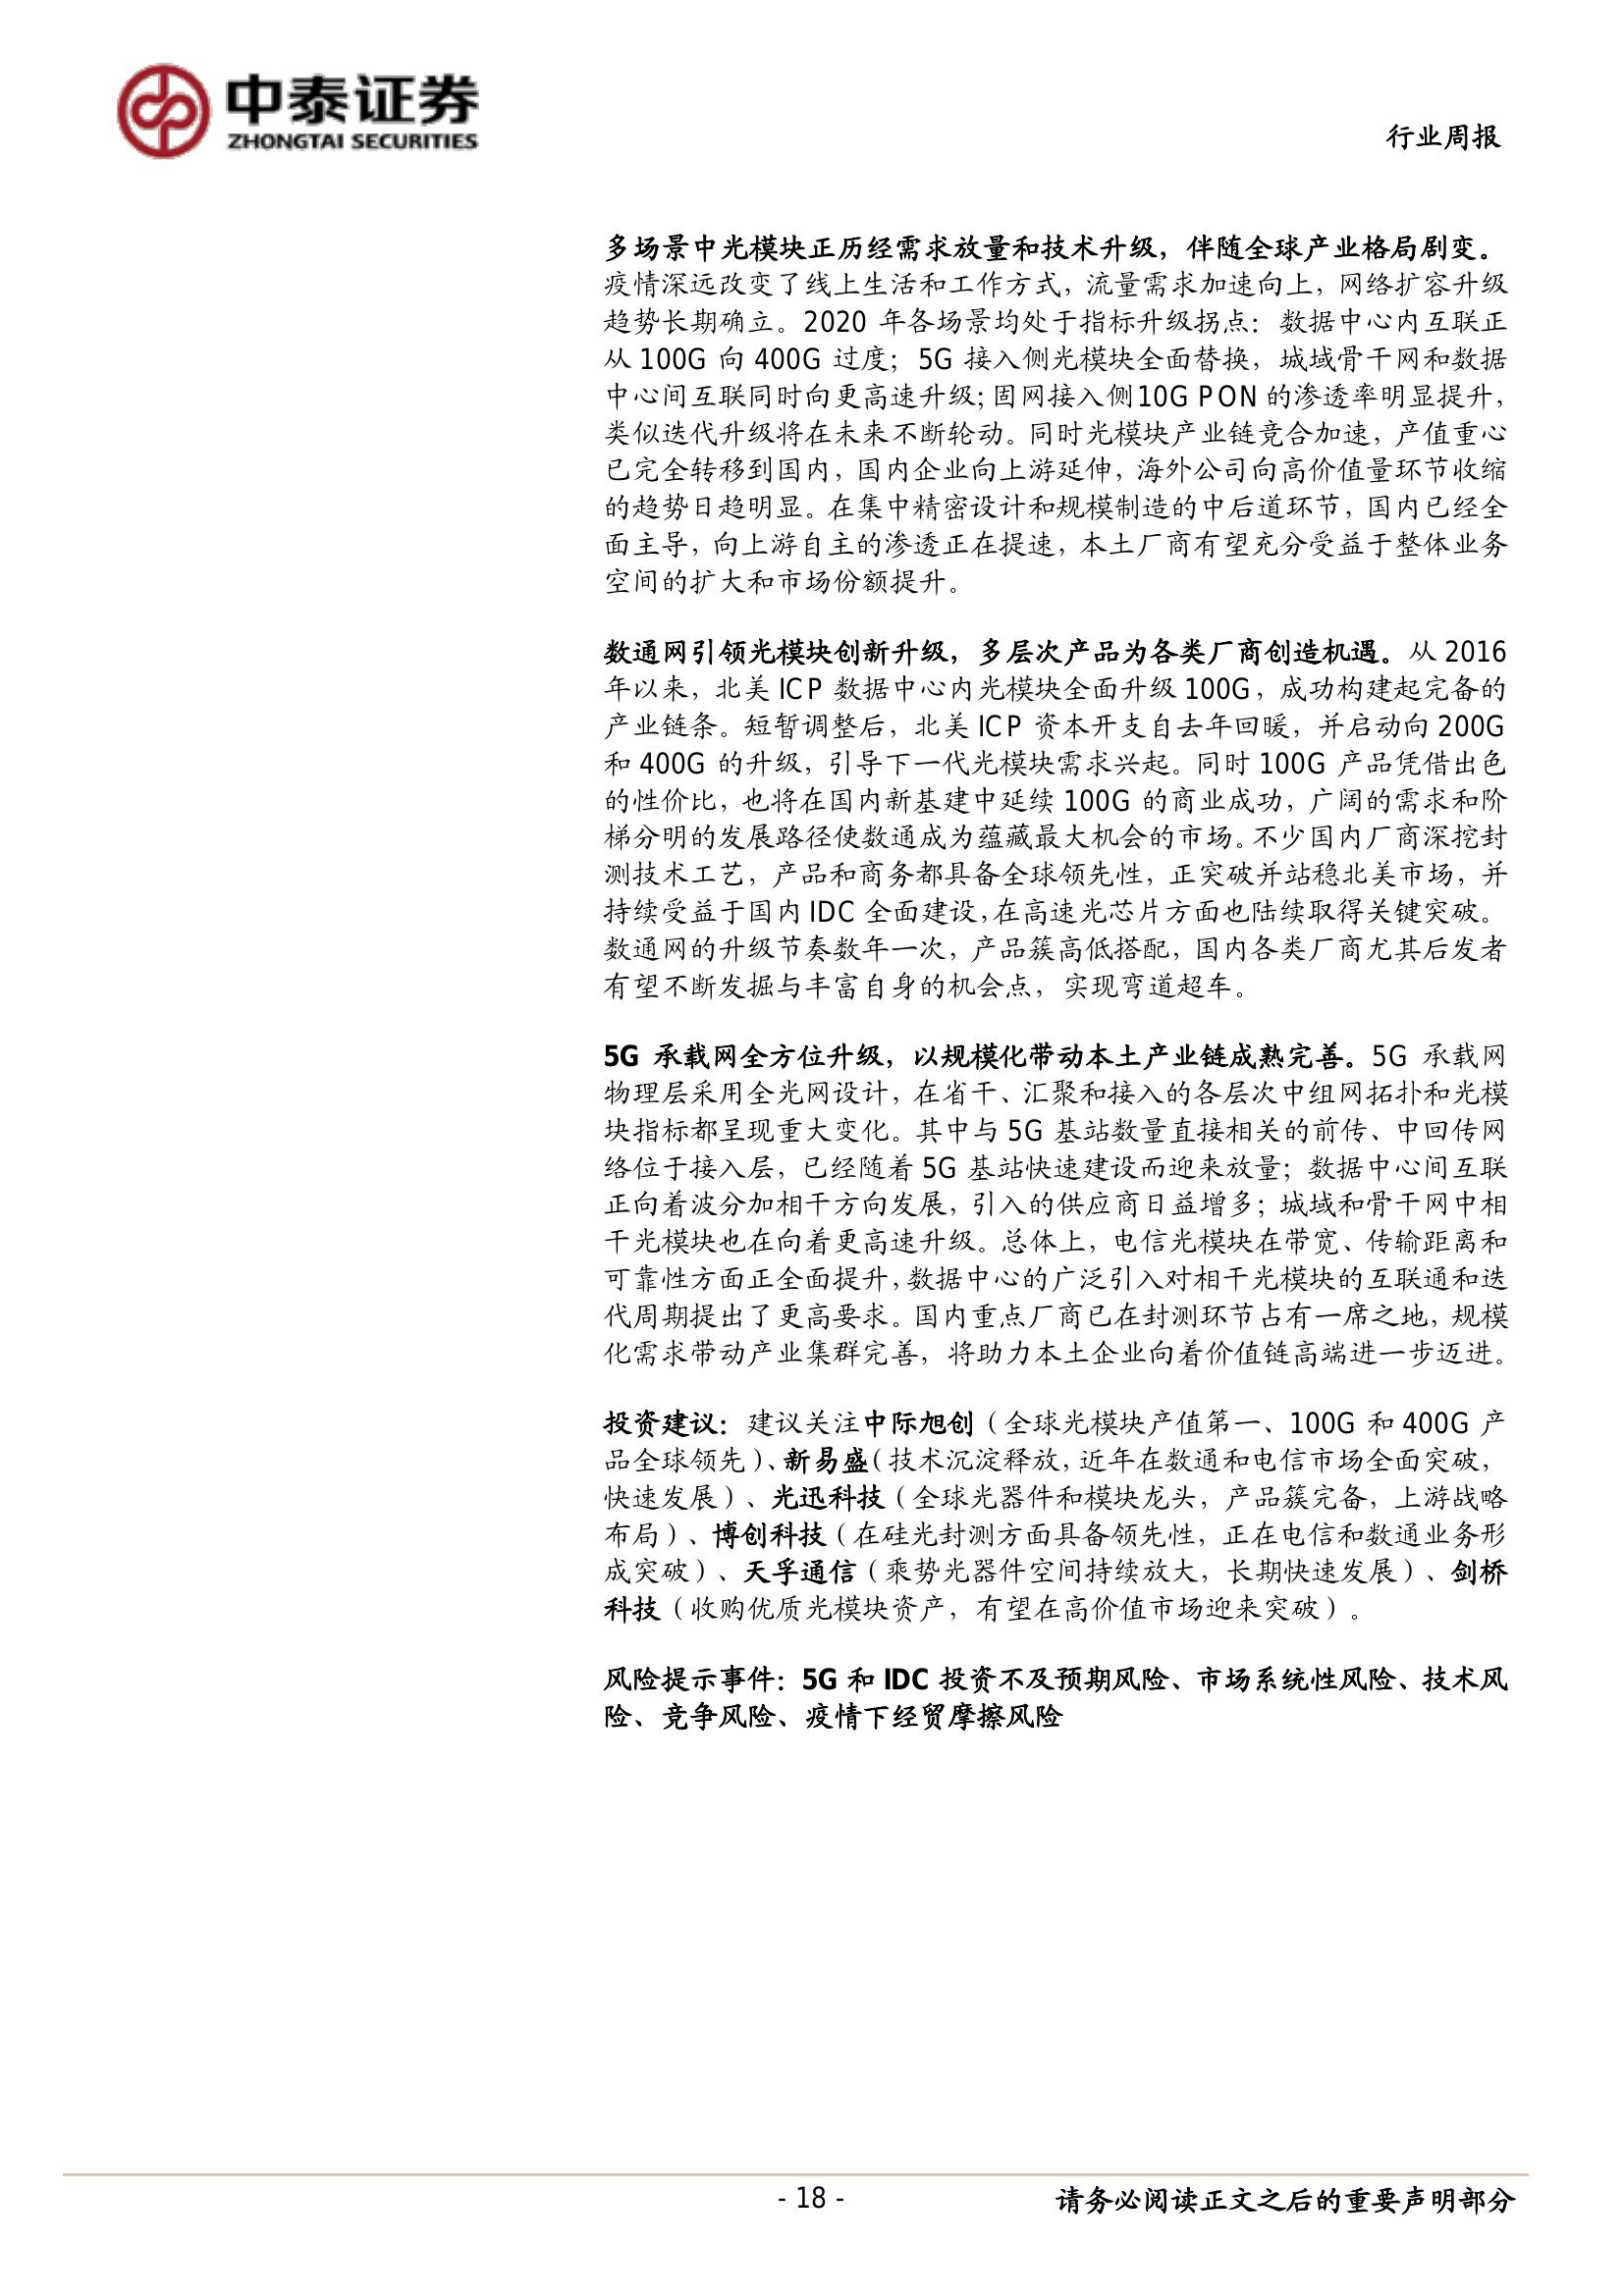 中泰证券
ZHONGTAI SECURITIES
行业周报
多场景中光模块正历经需求放量和技术升级，伴随全球产业格局剧变。
疫情深远改变了线上生活和工作方式，流量需求加速向上，网络扩容升级
趋势长期确立。2020 年各场景均处于指标升级拐点：数据中心内互联正
从 100G 向 400G 过度；5G 接入侧光模块全面替换，城域骨干网和数据
中心间互联同时向更高速升级；固网接入侧 10G PON 的渗透率明显提升，
类似迭代升级将在未来不断轮动。同时光模块产业链竞合加速，产值重心
已完全转移到国内，国内企业向上游延伸，海外公司向高价值量环节收缩
的趋势日趋明显。在集中精密设计和规模制造的中后道环节，国内已经全
面主导，向上游自主的渗透正在提速，本土厂商有望充分受益于整体业务
空间的扩大和市场份额提升。
数通网引领光模块创新升级，多层次产品为各类厂商创造机遇。从 2016
年以来，北美 ICP 数据中心内光模块全面升级 100G，成功构建起完备的
产业链条。短暂调整后，北美 ICP 资本开支自去年回暖，并启动向 200G
和 400G 的升级，引导下一代光模块需求兴起。同时 100G 产品凭借出色
的性价比，也将在国内新基建中延续 100G 的商业成功，广阔的需求和阶
梯分明的发展路径使数通成为蕴藏最大机会的市场。不少国内厂商深挖封
测技术工艺，产品和商务都具备全球领先性，正突破并站稳北美市场，并
持续受益于国内 IDC 全面建设，在高速光芯片方面也陆续取得关键突破。
数通网的升级节奏数年一次，产品簇高低搭配，国内各类厂商尤其后发者
有望不断发掘与丰富自身的机会点，实现弯道超车。
5G 承载网全方位升级，以规模化带动本土产业链成熟完善。5G 承载网
物理层采用全光网设计，在省干、汇聚和接入的各层次中组网拓扑和光模
块指标都呈现重大变化。其中与 5G 基站数量直接相关的前传、中回传网
络位于接入层，已经随着 5G 基站快速建设而迎来放量；数据中心间互联
正向着波分加相干方向发展，引入的供应商日益增多；城域和骨干网中相
干光模块也在向着更高速升级。总体上，电信光模块在带宽、传输距离和
可靠性方面正全面提升，数据中心的广泛引入对相干光模块的互联通和迭
代周期提出了更高要求。国内重点厂商已在封测环节占有一席之地，规模
化需求带动产业集群完善，将助力本土企业向着价值链高端进一步迈进。
投资建议：建议关注中际旭创（全球光模块产值第一、100G 和 400G 产
品全球领先）、新易盛（技术沉淀释放，近年在数通和电信市场全面突破，
快速发展）、光迅科技（全球光器件和模块龙头，产品簇完备，上游战略
布局）、博创科技（在硅光封测方面具备领先性，正在电信和数通业务形
成突破）、天孚通信（乘势光器件空间持续放大，长期快速发展）、剑桥
科技（收购优质光模块资产，有望在高价值市场迎来突破）。
风险提示事件：5G 和 IDC 投资不及预期风险、市场系统性风险、技术风
险、竞争风险、疫情下经贸摩擦风险
- 18 -
请务必阅读正文之后的重要声明部分